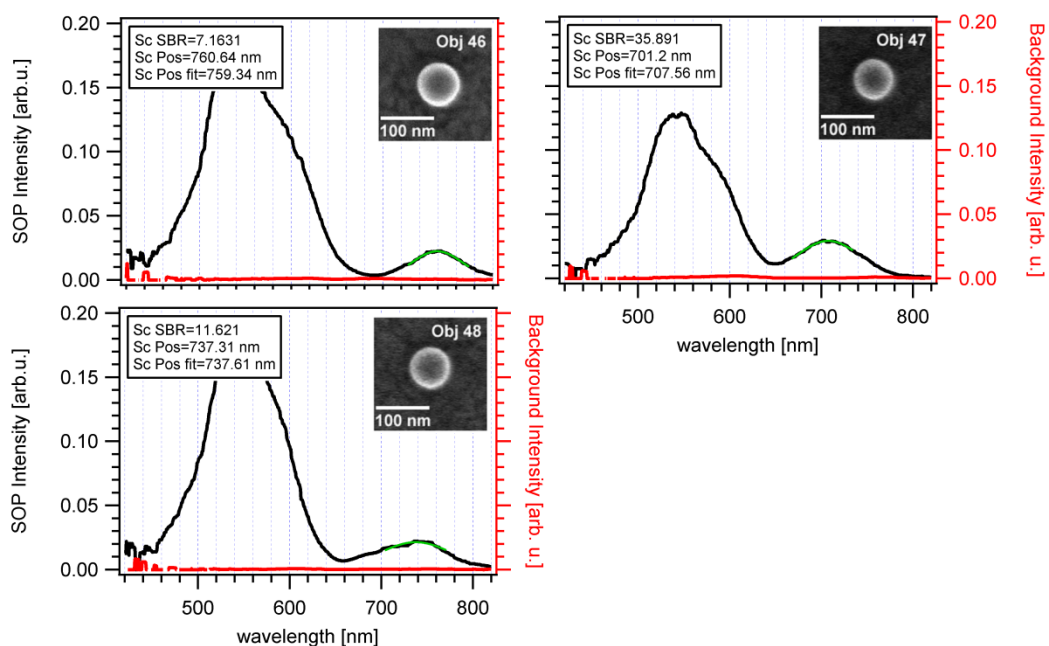 0.20
0.15
0.10
0.05
0.00
SOP Intensity [arb.u.]
Sc SBR=7.1631
Sc Pos=760.64 nm
Sc Pos fit=759.34 nm
Obj 46
100 nm
Sc SBR=35.891
Sc Pos=701.2 nm
Sc Pos fit=707.56 nm
Obj 47
100 nm
0.20
0.15
0.10
0.05
0.00
Background Intensity [arb. u.]
500
600
700
800
wavelength [nm]
0.20
0.15
0.10
0.05
0.00
SOP Intensity [arb.u.]
Sc SBR=11.621
Sc Pos=737.31 nm
Sc Pos fit=737.61 nm
Obj 48
100 nm
Background Intensity [arb. u.]
500
600
700
800
wavelength [nm]